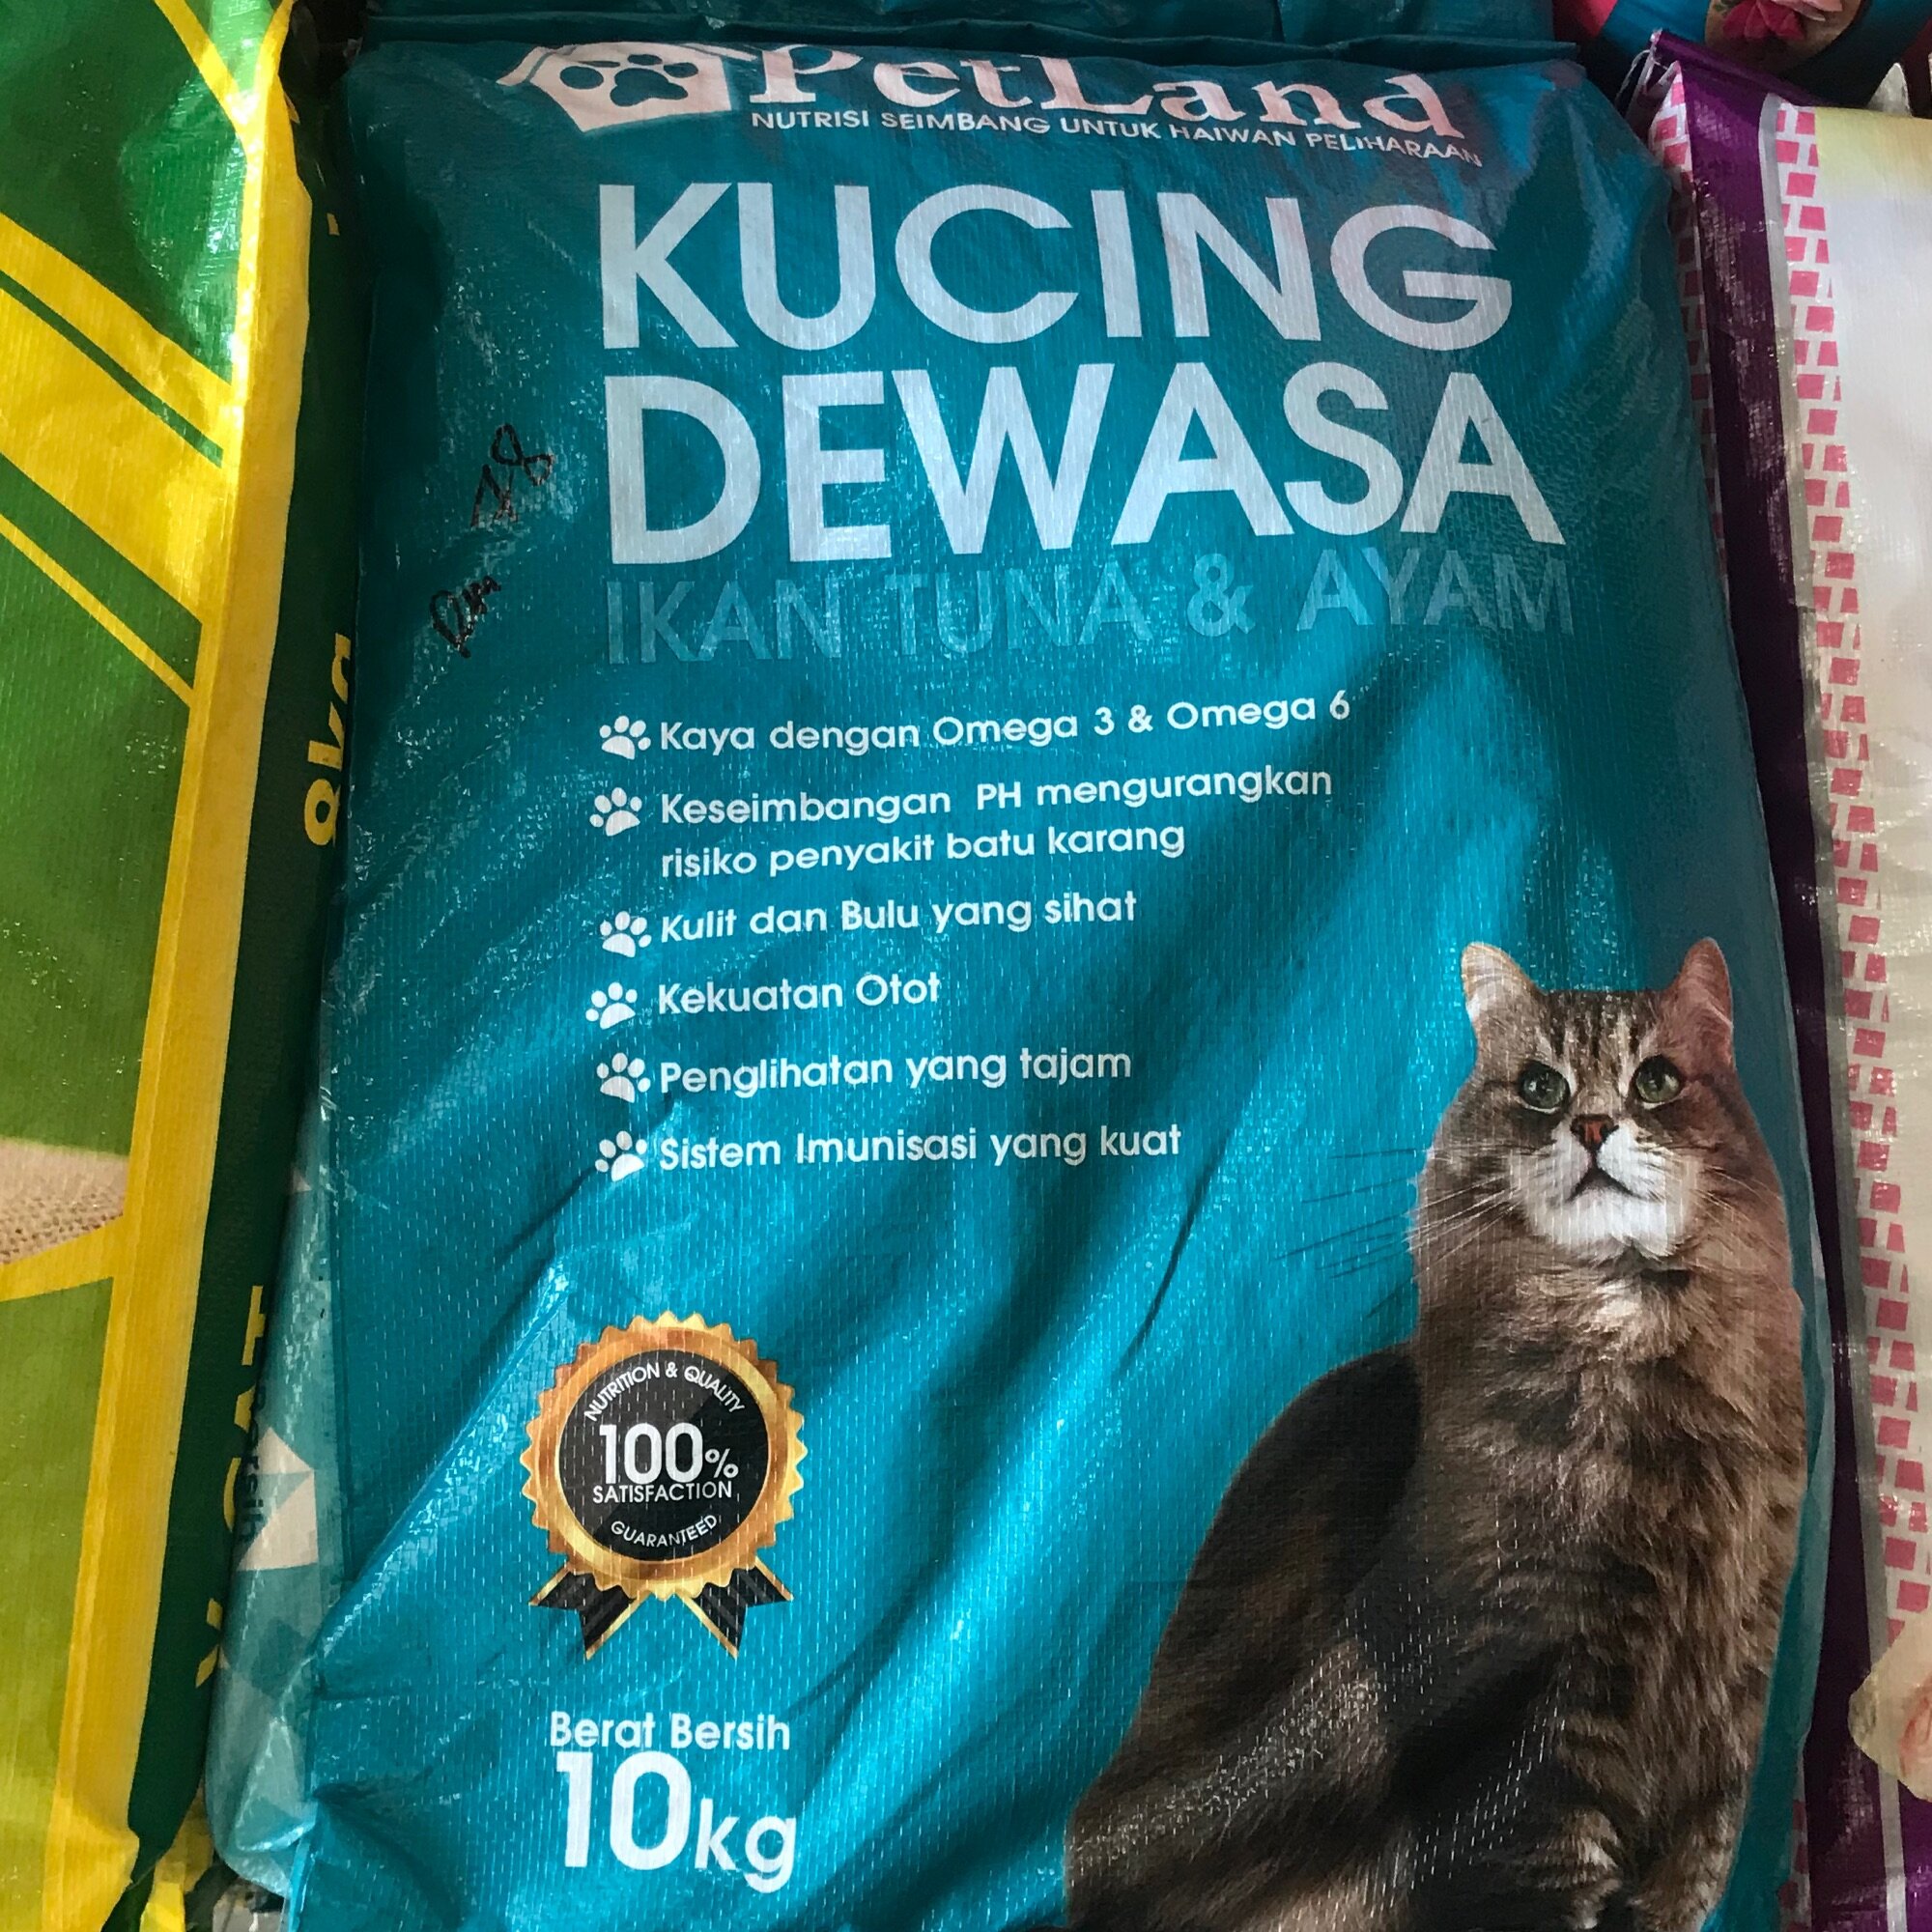 PetLand
NUTRISI SEIMBANG UNTUK HAIWAN PELIHARAAN
KUCING
DEWASA
IKAN TUNA & AYAM
Kaya dengan Omega 3 & Omega 6
Keseimbangan PH mengurangkan
risiko penyakit batu karang
Kulit dan Bulu yang sihat
Kekuatan Otot
Penglihatan yang tajam
Sistem Imunisasi yang kuat
NUTRITION & QUALITY
100%
SATISFACTION
GUARANTEED
Berat Bersih
10kg